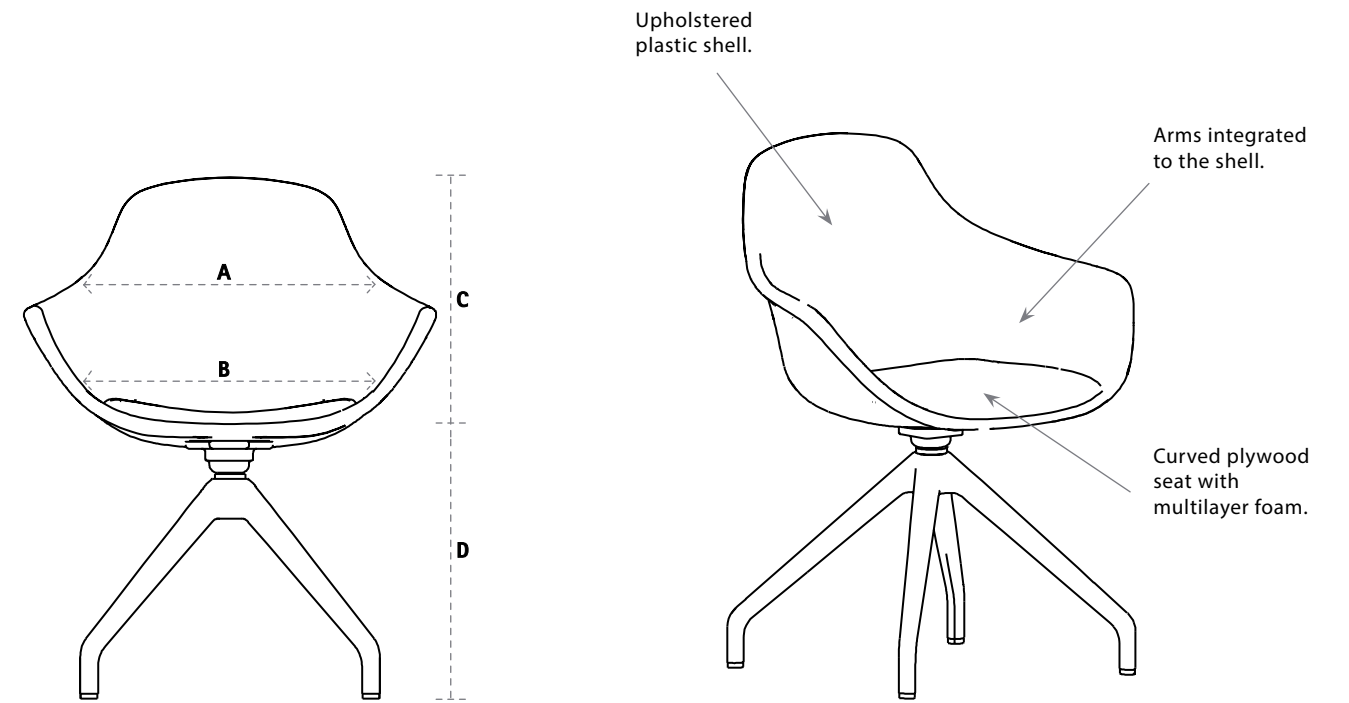 Upholstered
plastic shell.
Arms integrated
to the shell.
A
C
B
Curved plywood
seat with
multilayer foam.
D